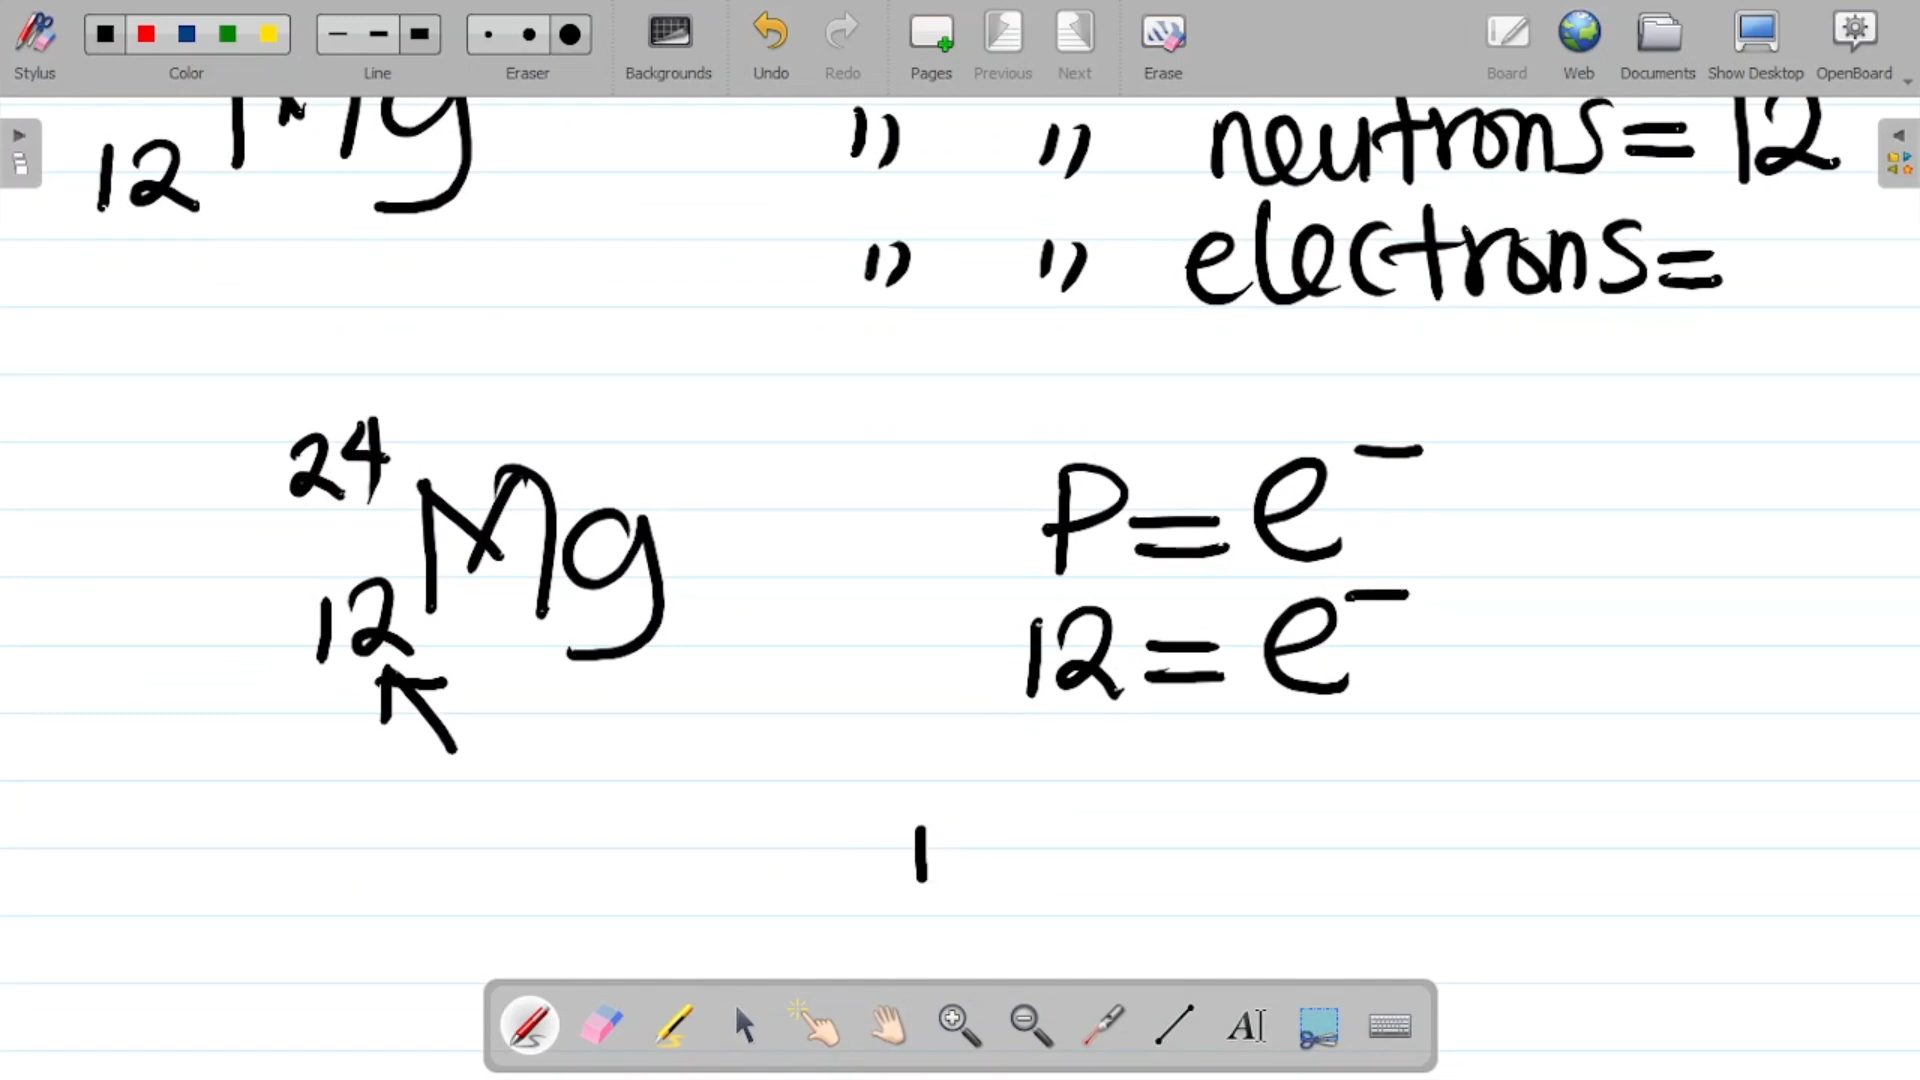 Stylus Color Line Eraser Backgrounds Undo Redo Pages Previous Next Erase Board Web Documents Show Desktop OpenBoard
12 Mg ,, ,, neutrons = 12
,, ,, electrons =
24
12 Mg
P = e⁻
12 = e⁻
1